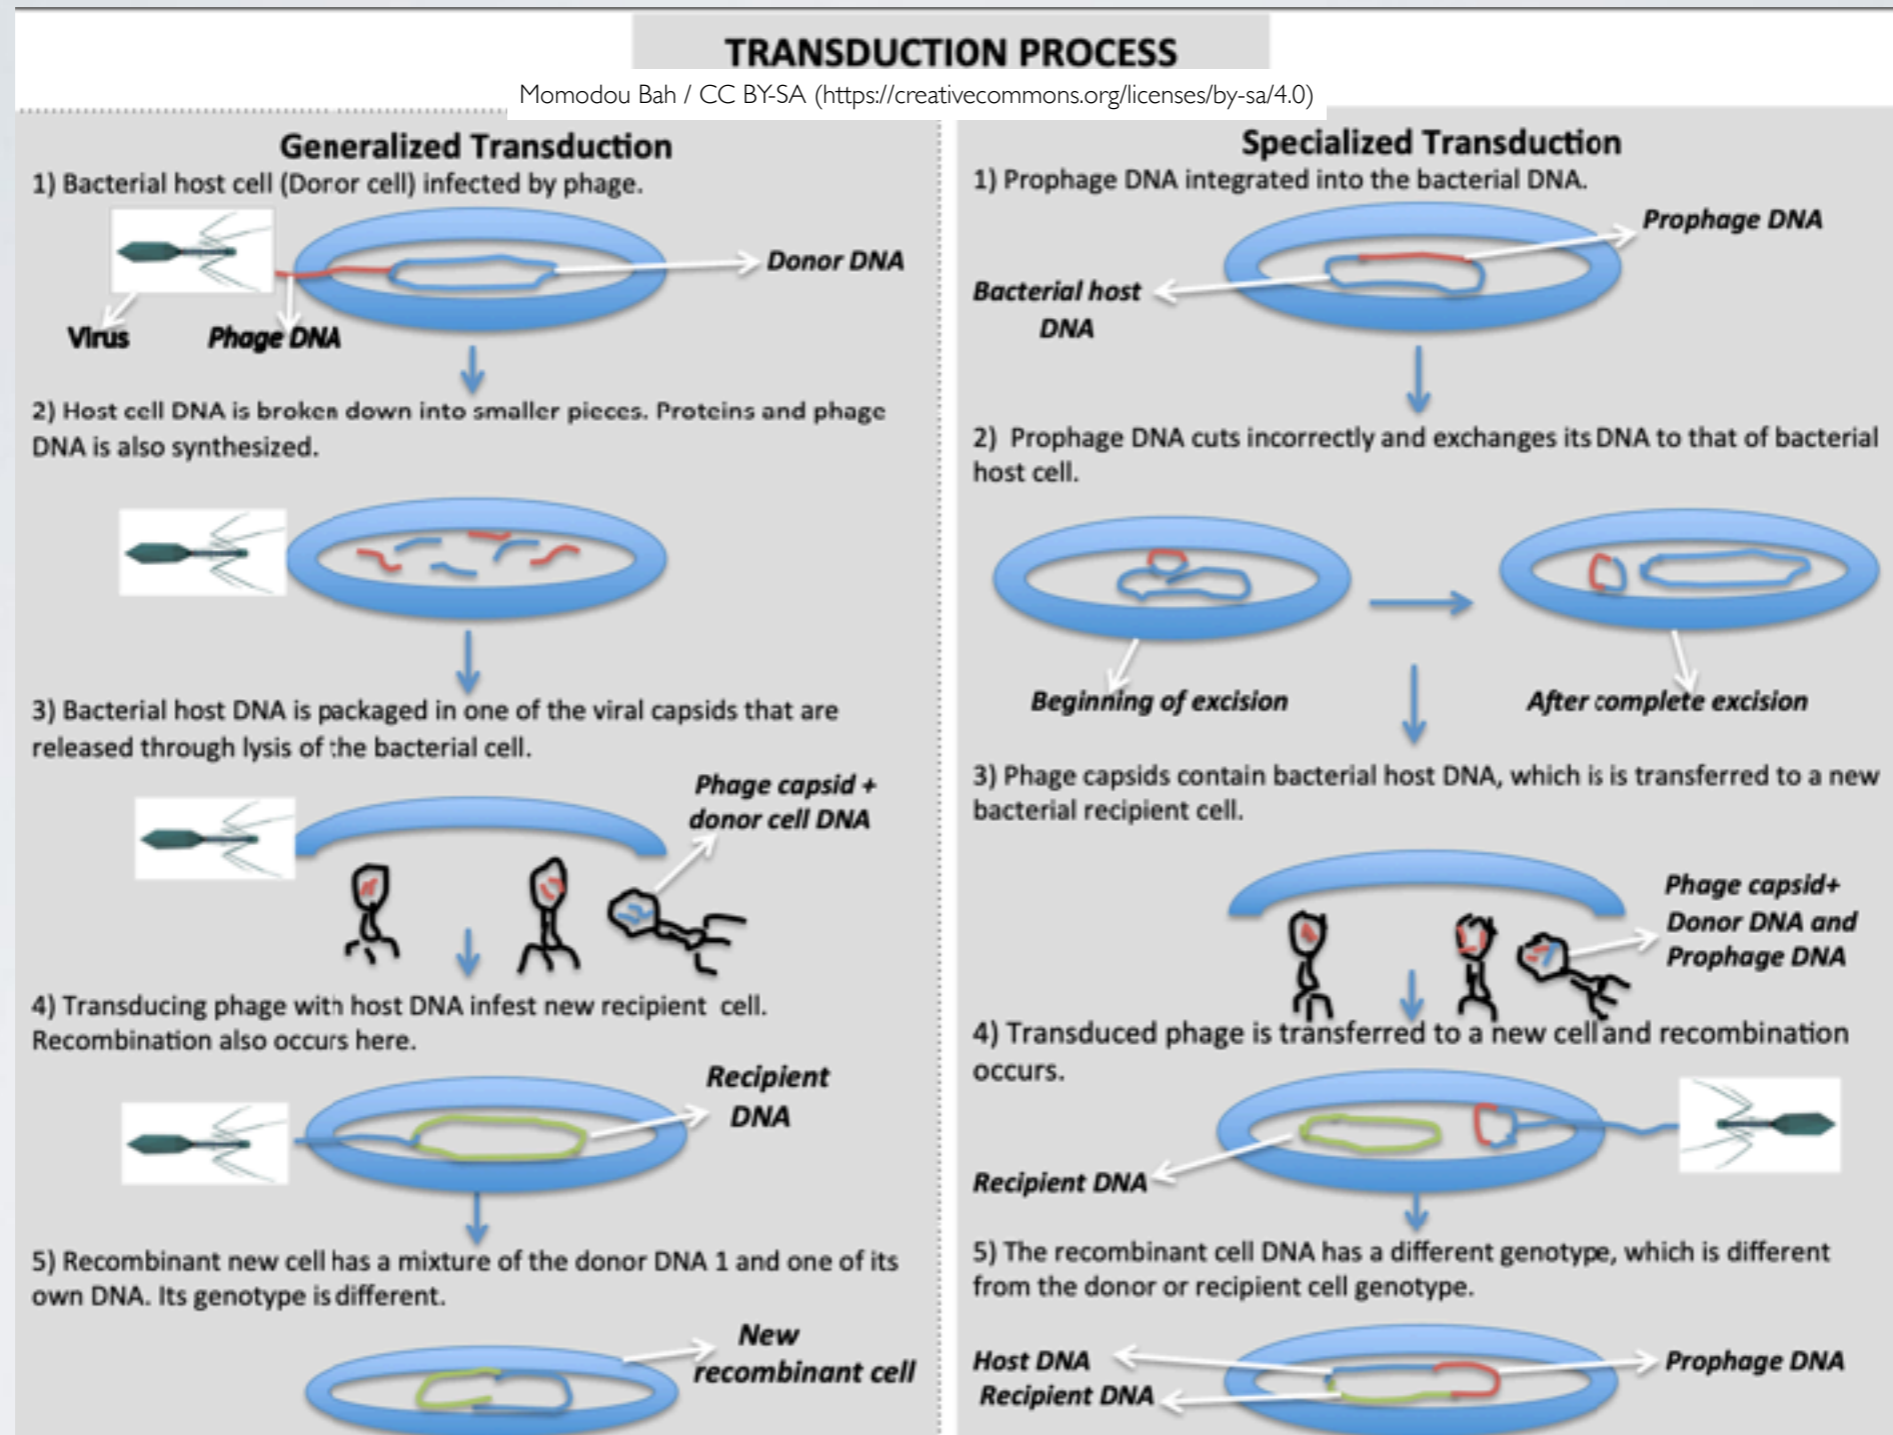 TRANSDUCTION PROCESS
Momodou Bah / CC BY-SA (https://creativecommons.org/licenses/by-sa/4.0)
Generalized Transduction
1) Bacterial host cell (Donor cell) infected by phage.
Donor DNA
Virus
Phage DNA
2) Host cell DNA is broken down into smaller pieces. Proteins and phage
DNA is also synthesized.
3) Bacterial host DNA is packaged in one of the viral capsids that are
released through lysis of the bacterial cell.
Phage capsid +
donor cell DNA
4) Transducing phage with host DNA infest new recipient cell.
Recombination also occurs here.
Recipient
DNA
5) Recombinant new cell has a mixture of the donor DNA 1 and one of its
own DNA. Its genotype is different.
New
recombinant cell
Specialized Transduction
1) Prophage DNA integrated into the bacterial DNA.
Prophage DNA
Bacterial host
DNA
2) Prophage DNA cuts incorrectly and exchanges its DNA to that of bacterial
host cell.
Beginning of excision
After complete excision
3) Phage capsids contain bacterial host DNA, which is is transferred to a new
bacterial recipient cell.
Phage capsid+
Donor DNA and
Prophage DNA
4) Transduced phage is transferred to a new cell and recombination
occurs.
Recipient DNA
5) The recombinant cell DNA has a different genotype, which is different
from the donor or recipient cell genotype.
Host DNA
Prophage DNA
Recipient DNA